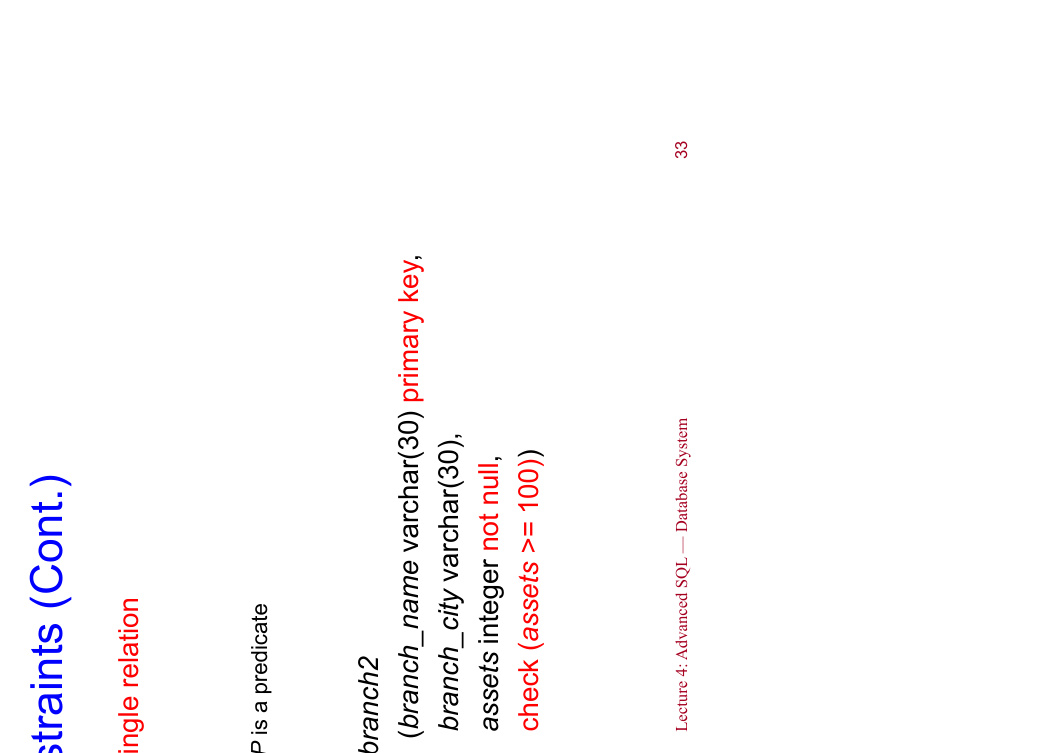 straints (Cont.)
ingle relation
P is a predicate
branch2
(branch_name varchar(30) primary key,
branch_city varchar(30),
assets integer not null,
check (assets >= 100))
Lecture 4: Advanced SQL — Database System 33